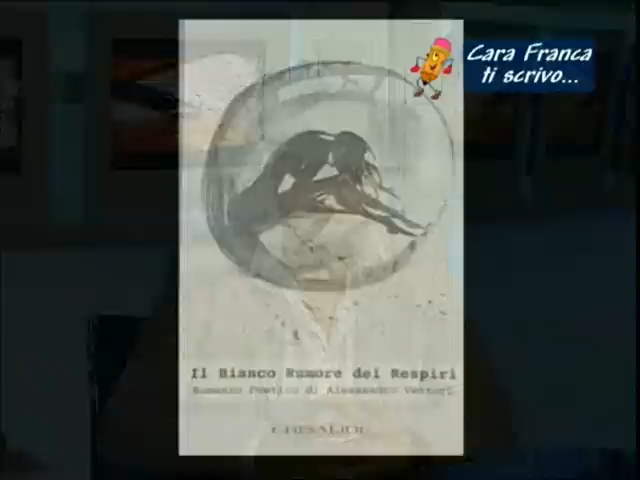 Cara Franca
ti scrivo...
Il Bianco Rumore dei Respiri
Romanzo Poetico di Alessandro